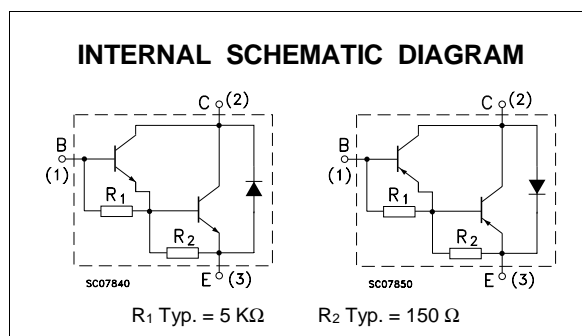 INTERNAL SCHEMATIC DIAGRAM
C (2)
B
(1)
R1
R2
E (3)
SC07840
C (2)
B
(1)
R1
R2
E (3)
SC07850
R1 Typ. = 5 KΩ R2 Typ. = 150 Ω